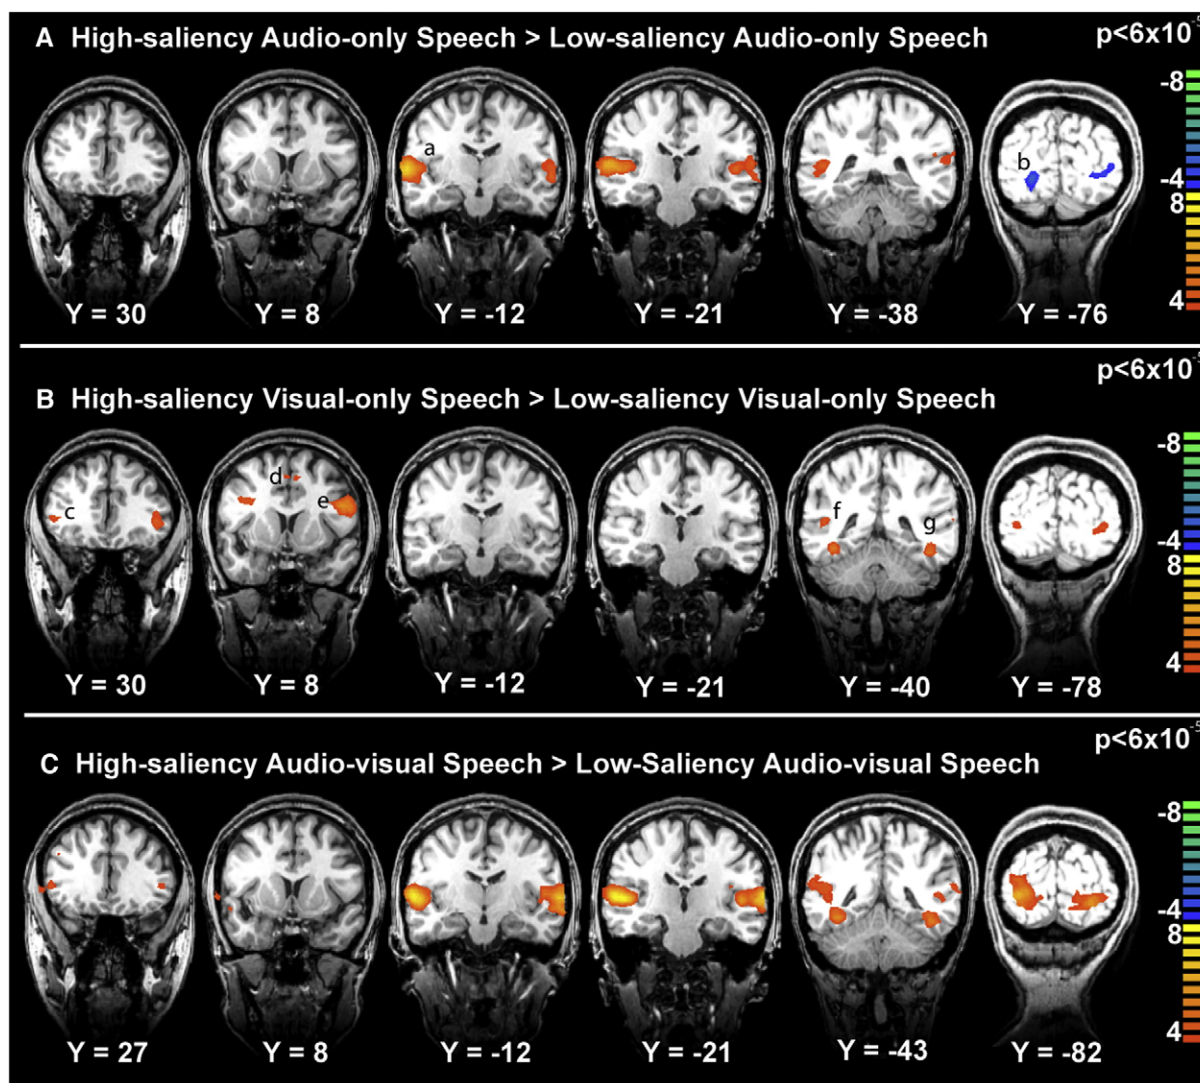 A High-saliency Audio-only Speech > Low-saliency Audio-only Speech
p<6x10⁻⁵
a
b
-8
-4
8
4
Y = 30 Y = 8 Y = -12 Y = -21 Y = -38 Y = -76
p<6x10⁻⁵
B High-saliency Visual-only Speech > Low-saliency Visual-only Speech
c
d
e
f
g
-8
-4
8
4
Y = 30 Y = 8 Y = -12 Y = -21 Y = -40 Y = -78
p<6x10⁻⁵
C High-saliency Audio-visual Speech > Low-Saliency Audio-visual Speech
-8
-4
8
4
Y = 27 Y = 8 Y = -12 Y = -21 Y = -43 Y = -82